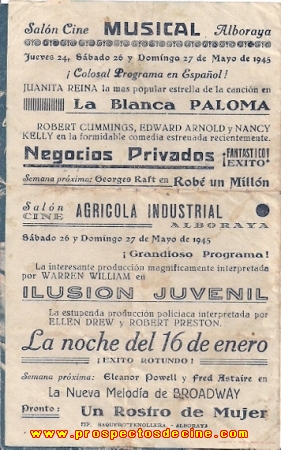 Salón Cine MUSICAL Alboraya
Jueves 24, Sábado 26 y Domingo 27 de Mayo de 1945
¡Colosal Programa en Español!
JUANITA REINA la mas popular estrella de la canción en
La Blanca PALOMA
ROBERT CUMMINGS, EDWARD ARNOLD y NANCY
KELLY en la formidable comedia estrenada recientemente.
Negocios Privados ¡FANTASTICO! ¡EXITO!
Semana próxima: Georges Raft en Robé un Millón
Salón CINE AGRICOLA INDUSTRIAL
ALBORAYA
Sábado 26 y Domingo 27 de Mayo de 1945
¡Grandioso Programa!
La interesante producción magníficamente interpretada
por WARREN WILLIAM en
ILUSION JUVENIL
La estupenda producción policiaca interpretada por
ELLEN DREW y ROBERT PRESTON.
La noche del 16 de enero
¡EXITO ROTUNDO!
Semana próxima: Eleanor Powell y Fred Astaire en
La Nueva Melodía de BROADWAY
Pronto: Un Rostro de Mujer
TIP. BAQUERO-FENOLLERA - ALBORAYA
www.prospectosdecine.com